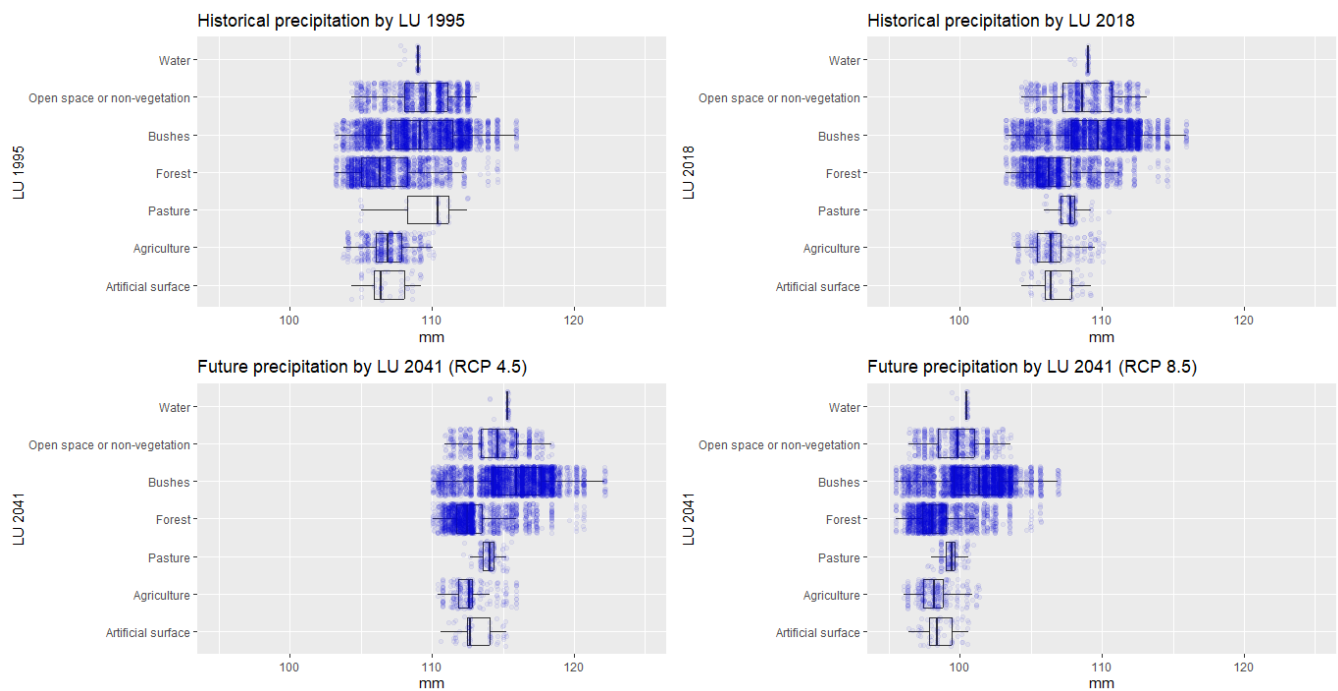 Historical precipitation by LU 1995
LU 1995
Water
Open space or non-vegetation
Bushes
Forest
Pasture
Agriculture
Artificial surface
100 110 120
mm
Historical precipitation by LU 2018
LU 2018
Water
Open space or non-vegetation
Bushes
Forest
Pasture
Agriculture
Artificial surface
100 110 120
mm
Future precipitation by LU 2041 (RCP 4.5)
LU 2041
Water
Open space or non-vegetation
Bushes
Forest
Pasture
Agriculture
Artificial surface
100 110 120
mm
Future precipitation by LU 2041 (RCP 8.5)
LU 2041
Water
Open space or non-vegetation
Bushes
Forest
Pasture
Agriculture
Artificial surface
100 110 120
mm